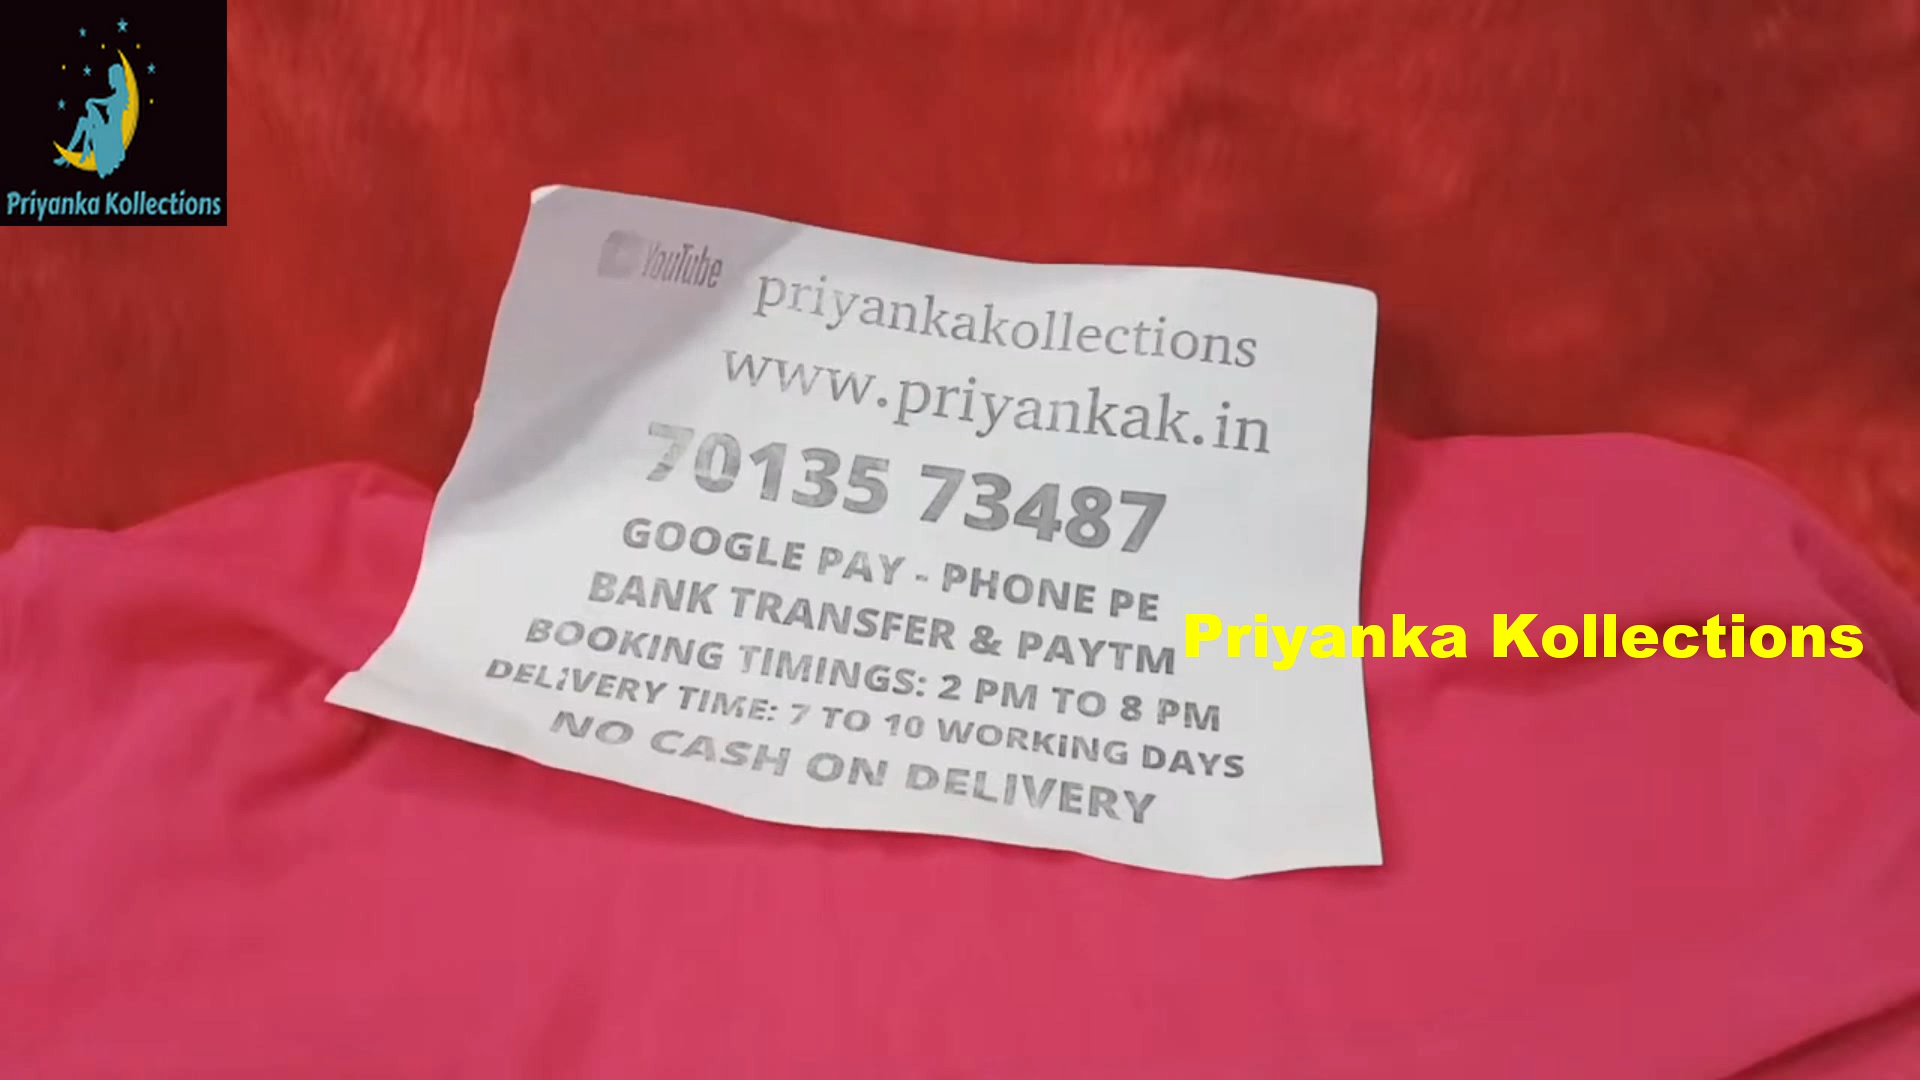 Priyanka Kollections
YouTube priyankakollections
www.priyankak.in
70135 73487
GOOGLE PAY - PHONE PE
BANK TRANSFER & PAYTM
Priyanka Kollections
BOOKING TIMINGS: 2 PM TO 8 PM
DELIVERY TIME: 7 TO 10 WORKING DAYS
NO CASH ON DELIVERY